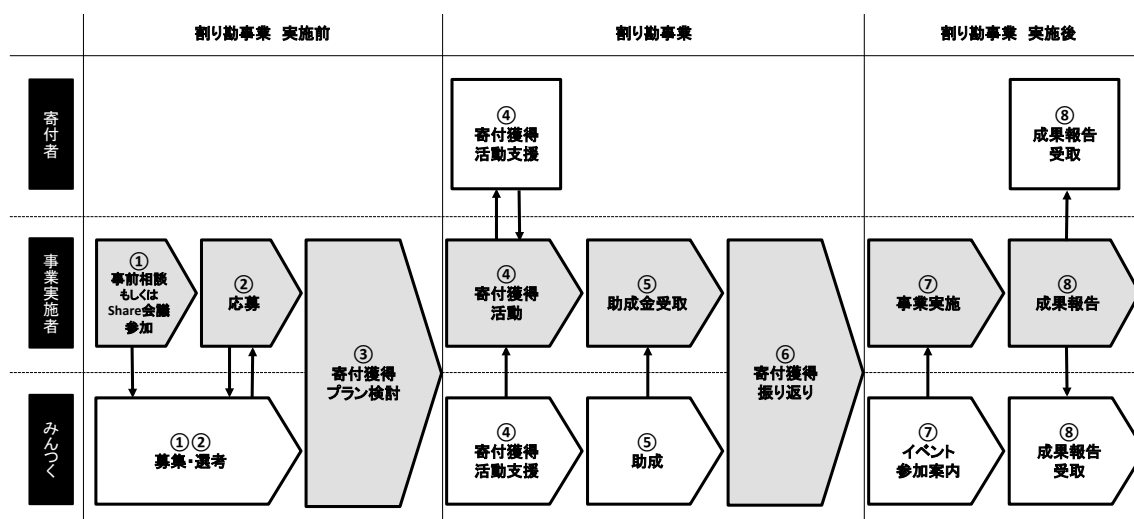 割り勘事業 実施前
割り勘事業
割り勘事業 実施後
寄付者
④
寄付獲得
活動支援
⑧
成果報告
受取
事業実施者
①
事前相談
もしくは
Share会議
参加
②
応募
③
寄付獲得
プラン検討
④
寄付獲得
活動
⑤
助成金受取
⑥
寄付獲得
振り返り
⑦
事業実施
⑧
成果報告
みんつく
①②
募集・選考
④
寄付獲得
活動支援
⑤
助成
⑦
イベント
参加案内
⑧
成果報告
受取